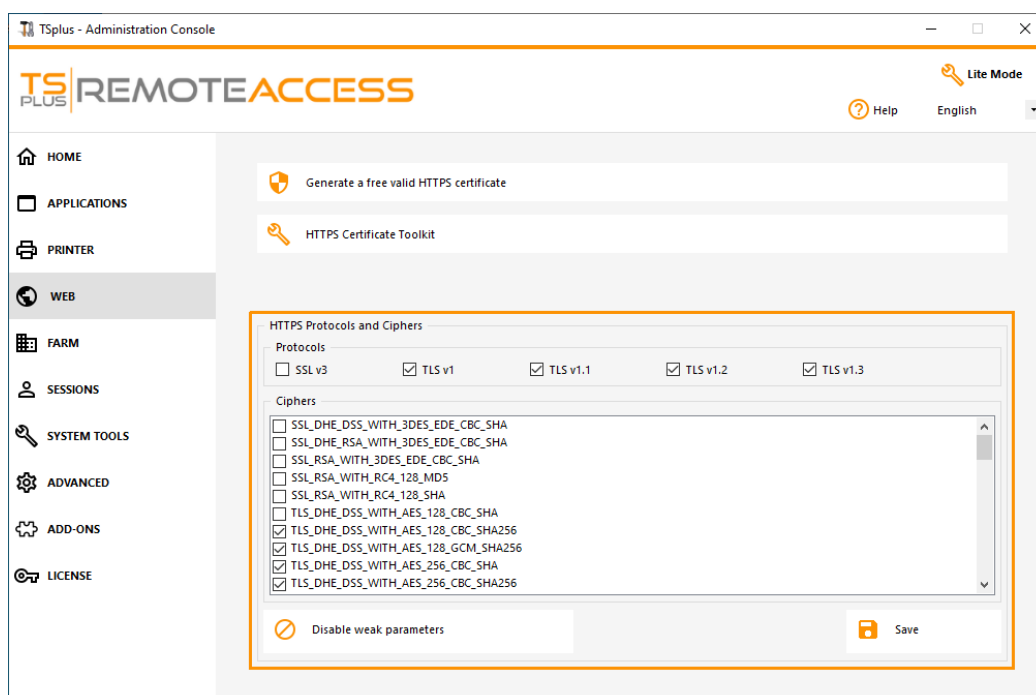 TSplus - Administration Console
TS PLUS REMOTEACCESS
Lite Mode
Help English
HOME
APPLICATIONS
PRINTER
WEB
FARM
SESSIONS
SYSTEM TOOLS
ADVANCED
ADD-ONS
LICENSE
Generate a free valid HTTPS certificate
HTTPS Certificate Toolkit
HTTPS Protocols and Ciphers
Protocols
SSL v3 TLS v1 TLS v1.1 TLS v1.2 TLS v1.3
Ciphers
SSL_DHE_DSS_WITH_3DES_EDE_CBC_SHA
SSL_DHE_RSA_WITH_3DES_EDE_CBC_SHA
SSL_RSA_WITH_3DES_EDE_CBC_SHA
SSL_RSA_WITH_RC4_128_MD5
SSL_RSA_WITH_RC4_128_SHA
TLS_DHE_DSS_WITH_AES_128_CBC_SHA
TLS_DHE_DSS_WITH_AES_128_CBC_SHA256
TLS_DHE_DSS_WITH_AES_128_GCM_SHA256
TLS_DHE_DSS_WITH_AES_256_CBC_SHA
TLS_DHE_DSS_WITH_AES_256_CBC_SHA256
Disable weak parameters Save